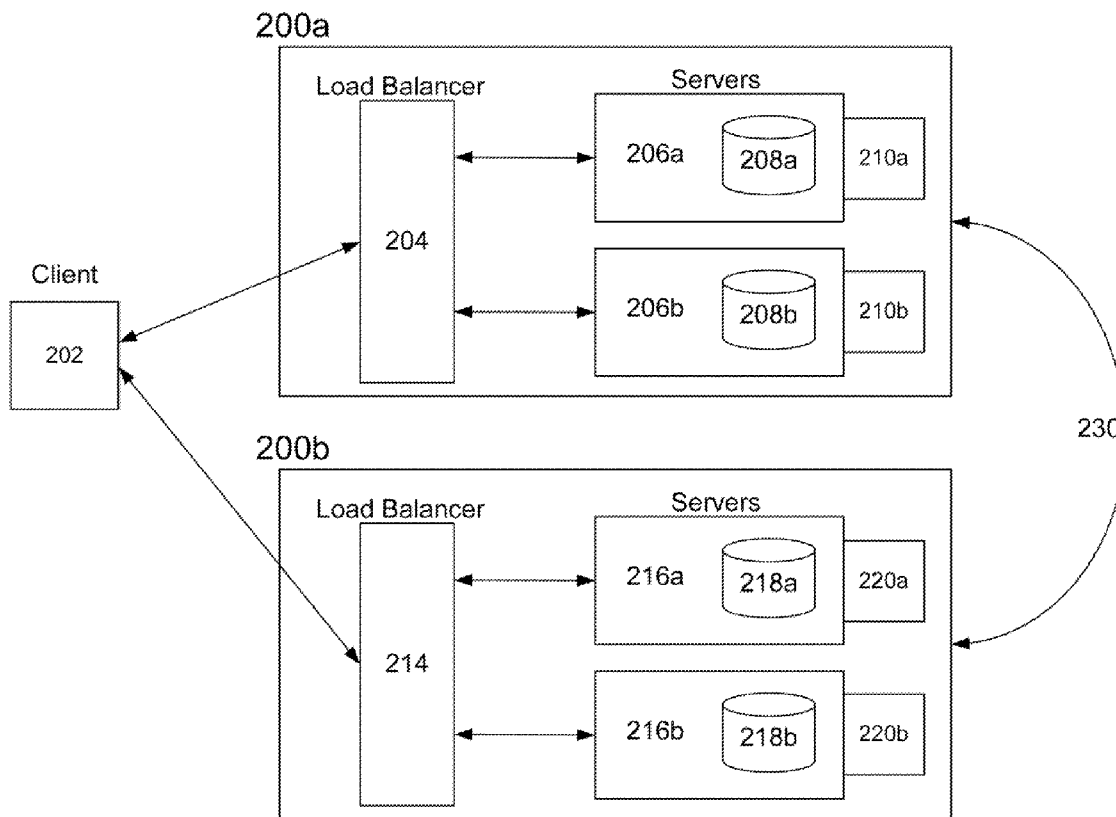 200a
Load Balancer
Servers
206a
208a
210a
204
Client
202
206b
208b
210b
230
200b
Load Balancer
Servers
216a
218a
220a
214
216b
218b
220b